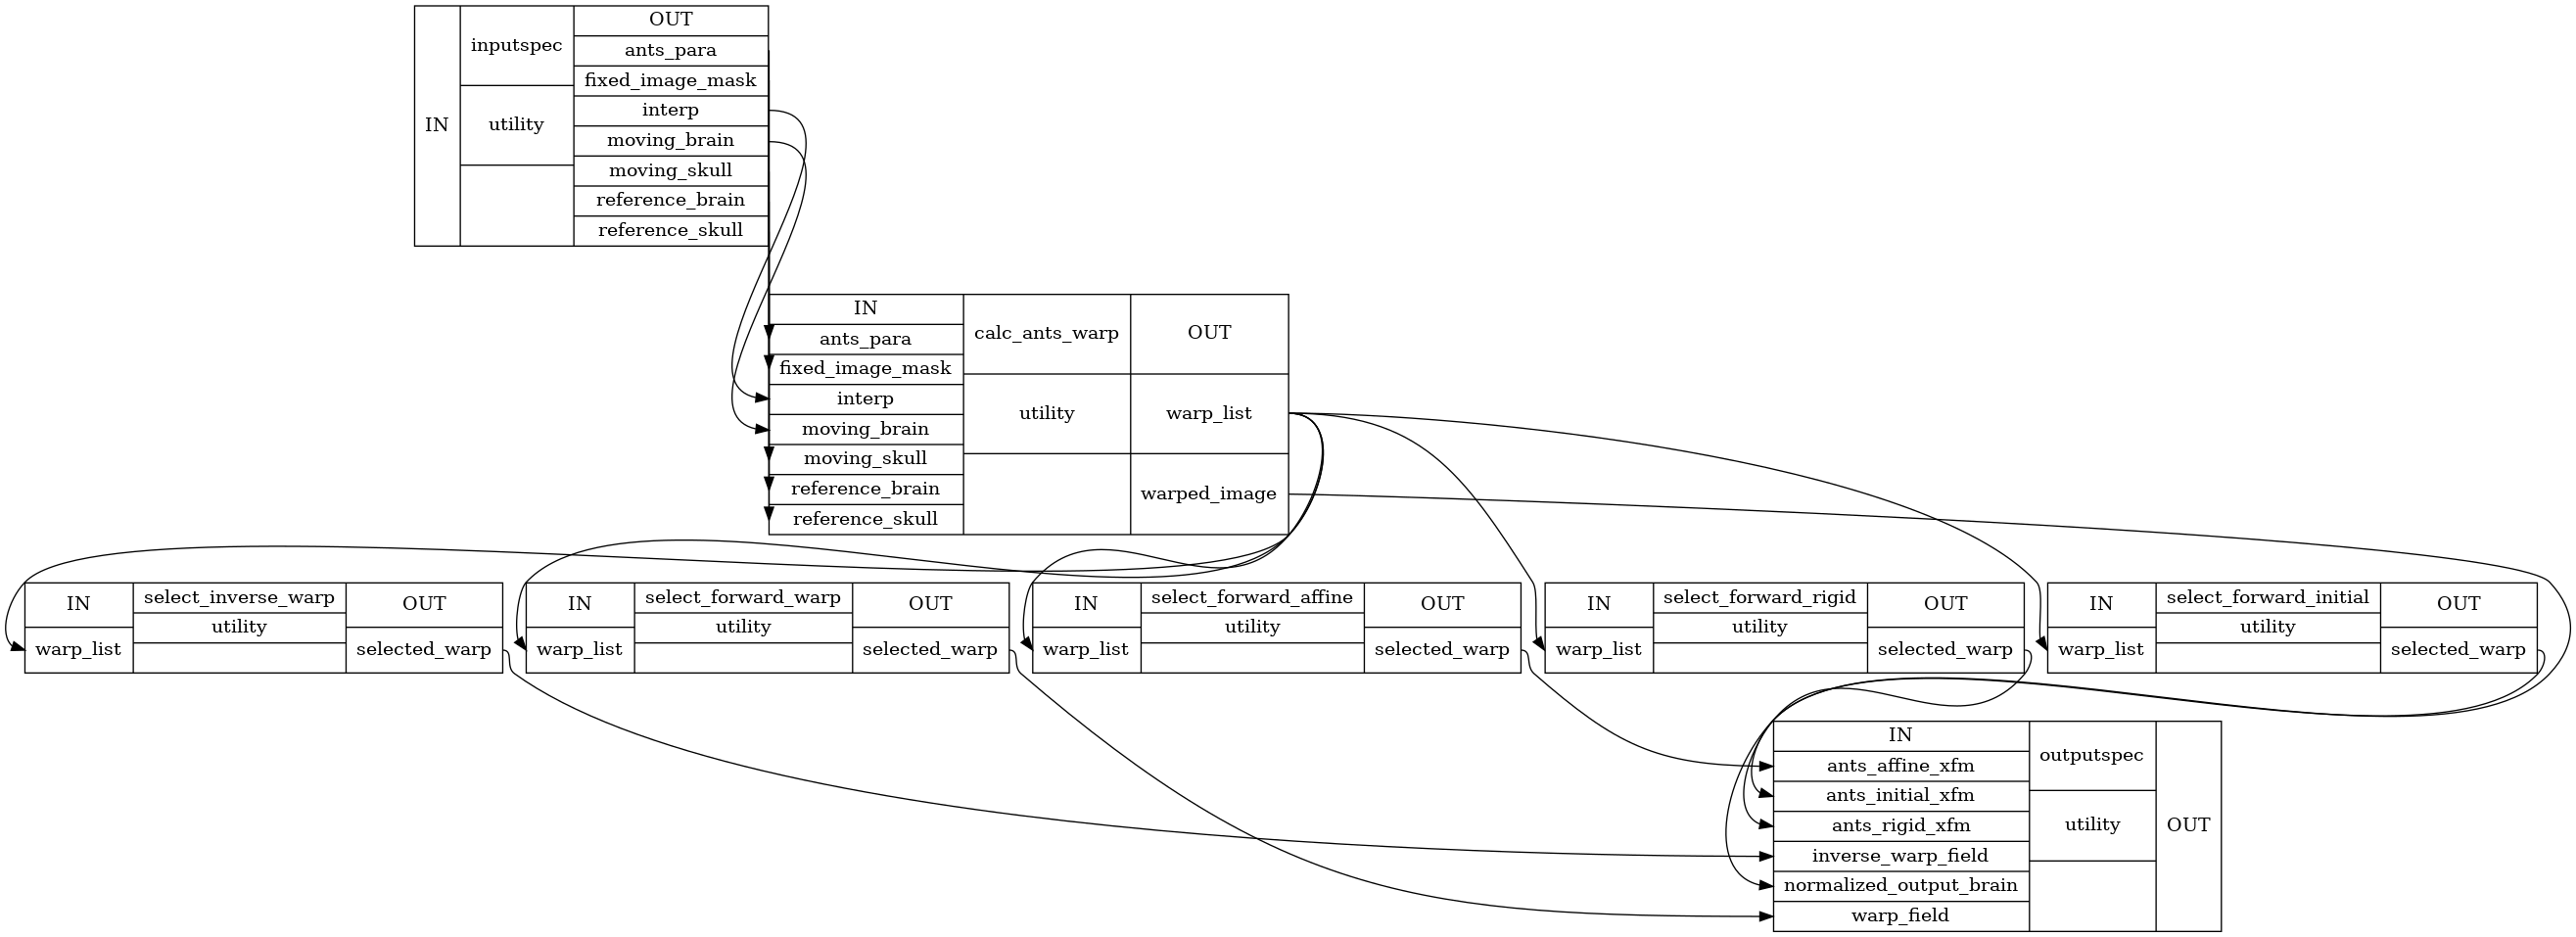 IN
inputspec
utility
OUT
ants_para
fixed_image_mask
interp
moving_brain
moving_skull
reference_brain
reference_skull
IN
ants_para
fixed_image_mask
interp
moving_brain
moving_skull
reference_brain
reference_skull
calc_ants_warp
utility
OUT
warp_list
warped_image
IN
warp_list
select_inverse_warp
utility
OUT
selected_warp
IN
warp_list
select_forward_warp
utility
OUT
selected_warp
IN
warp_list
select_forward_affine
utility
OUT
selected_warp
IN
warp_list
select_forward_rigid
utility
OUT
selected_warp
IN
warp_list
select_forward_initial
utility
OUT
selected_warp
IN
ants_affine_xfm
ants_initial_xfm
ants_rigid_xfm
inverse_warp_field
normalized_output_brain
warp_field
outputspec
utility
OUT